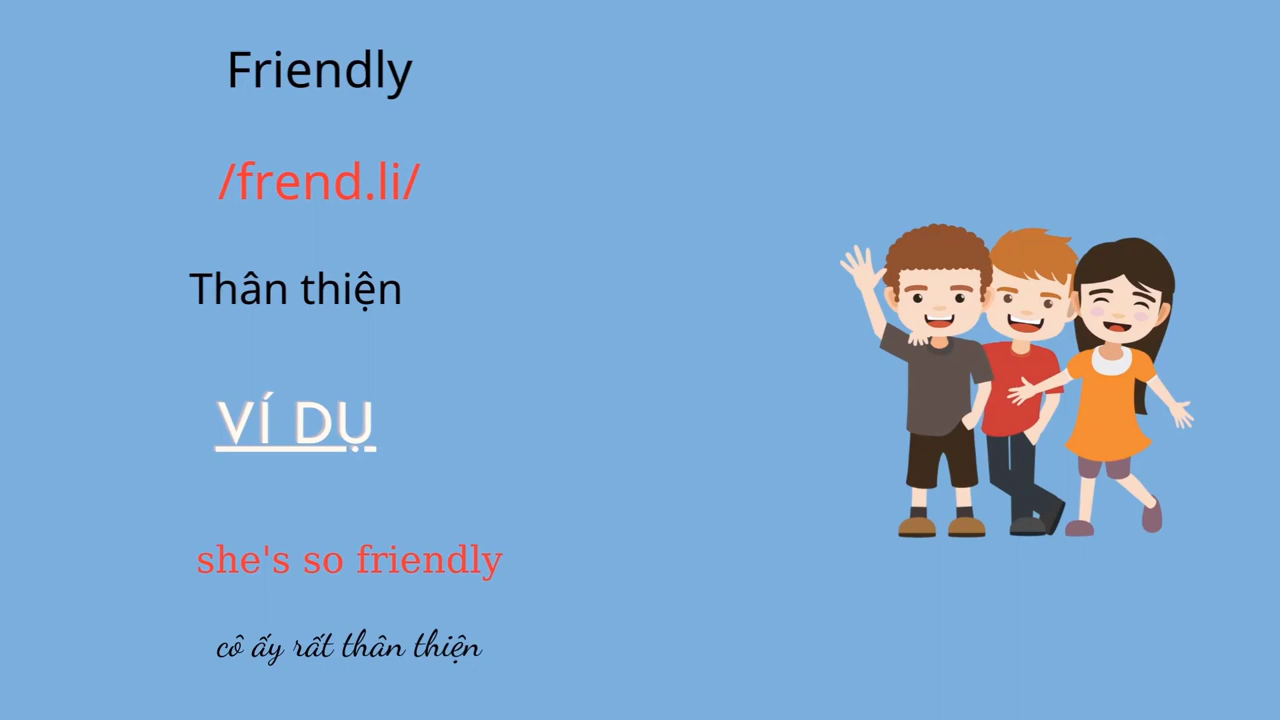 Friendly
/frend.li/
Thân thiện
VÍ DỤ
she's so friendly
cô ấy rất thân thiện